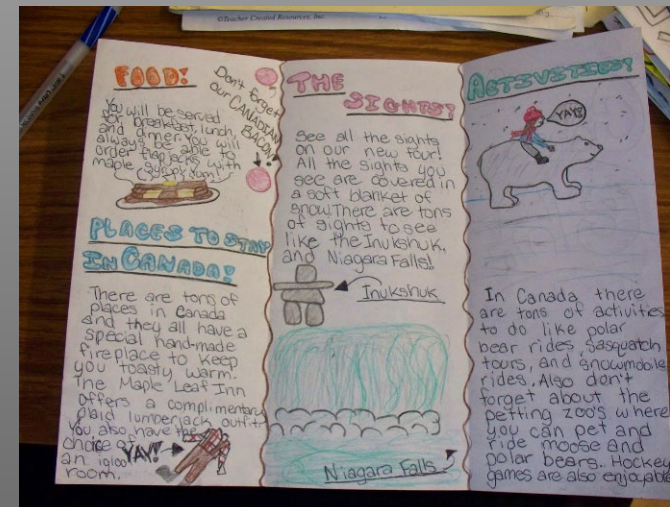 ©Teacher Created Resources, Inc.
FOOD!
Don't forget
our CANADIAN
BACON!
You will be served
for breakfast, lunch,
and dinner. You will
always be able to
order flapjacks with
maple syrup
yum!
PLACES TO STAY
IN CANADA!
There are tons of
places in Canada
and they all have a
special hand-made
fireplace to keep
you toasty warm.
The Maple Leaf Inn
offers a complimentary
plaid lumberjack outfit.
You also have the
choice of
an igloo
room.
YAY!
THE
SIGHTS!
See all the sights
on our new tour!
All the sights you
see are covered in
a soft blanket of
snow. There are tons
of sights to see
like the Inukshuk,
and Niagara Falls!
Inukshuk
Niagara Falls
ACTIVITIES!
YAY!
In Canada, there
are tons of activities
to do like polar
bear rides, sasquatch
tours, and snowmobile
rides. Also don't
forget about the
petting zoo's where
you can pet and
ride moose and
polar bears. Hockey
games are also enjoyable